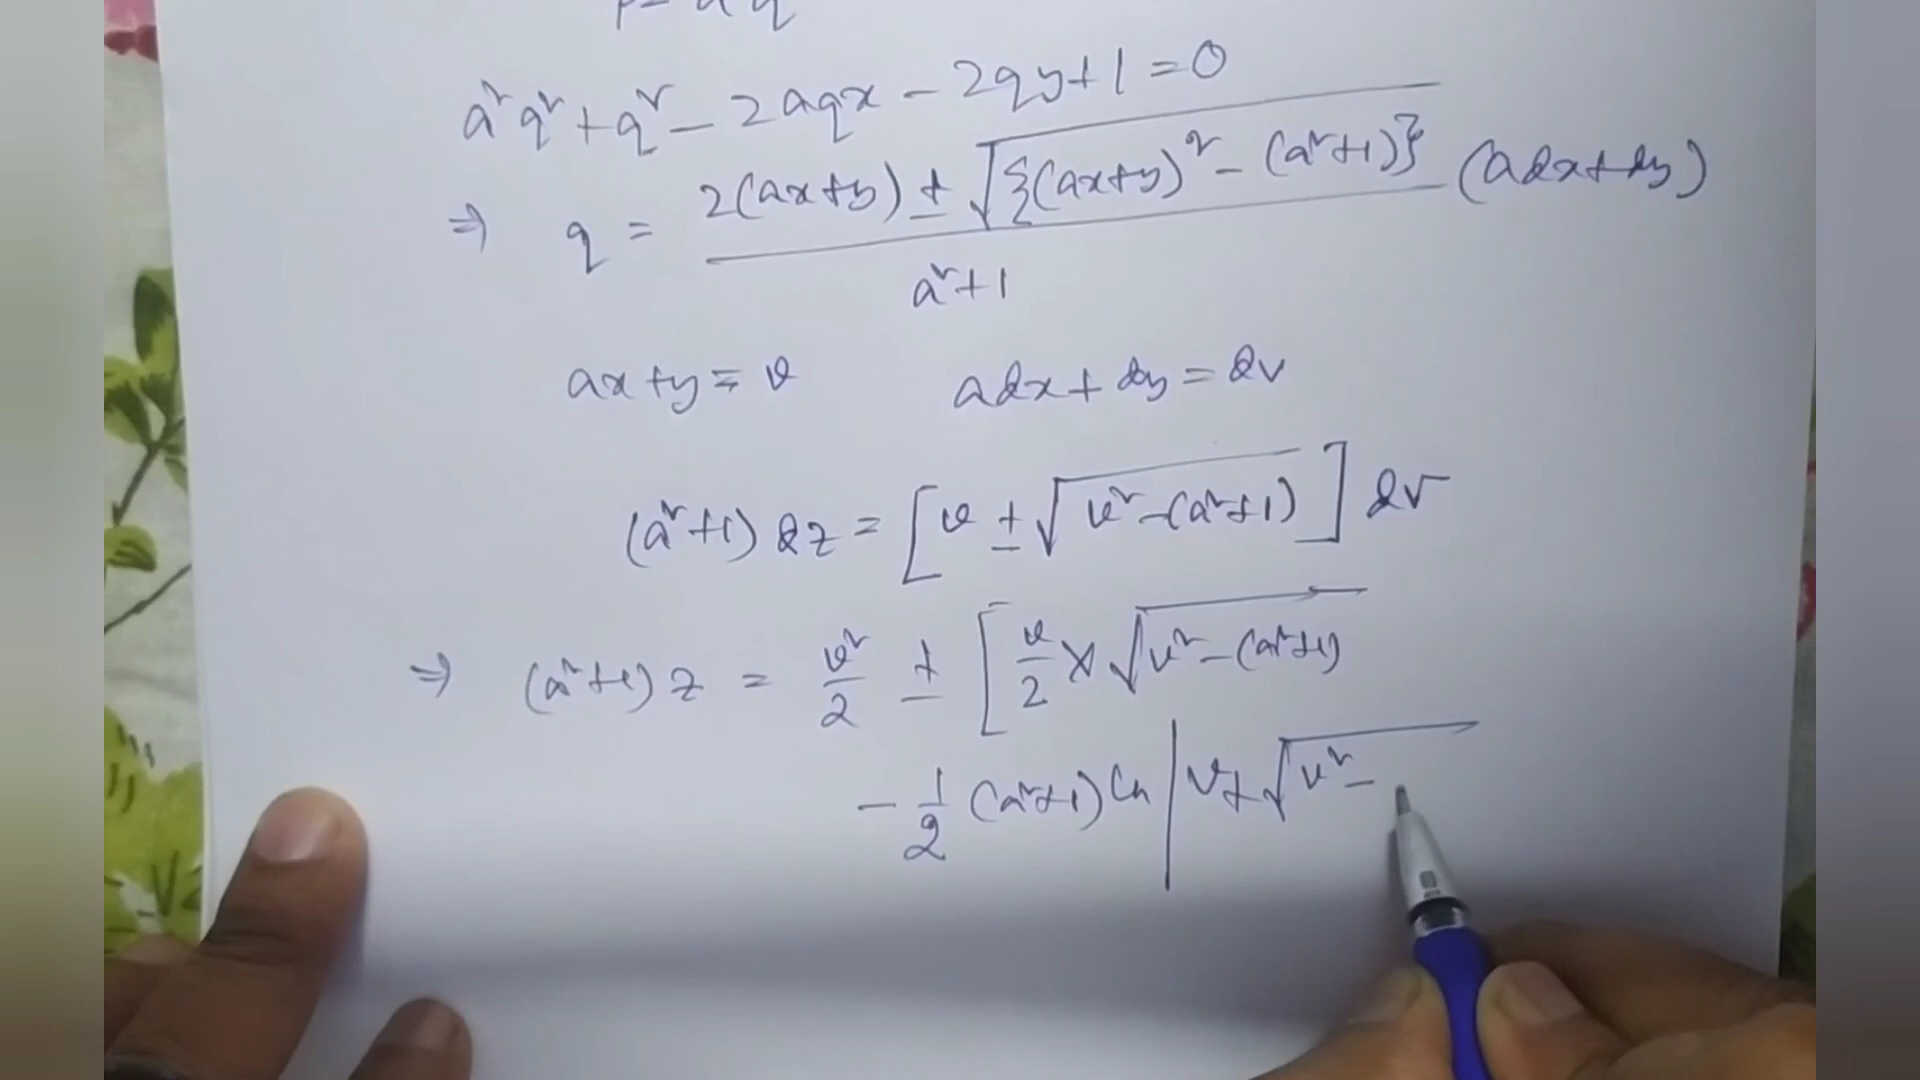 p = aq
a²q² + q² - 2aqx - 2qy + 1 = 0
⇒ q = 2(ax+y) ± √{(ax+y)² - (a²+1)} (adx+dy)
a²+1
ax+y = v adx+dy = dv
(a²+1) dz = [v ± √v²-(a²+1)] dv
⇒ (a²+1) z = v²/2 ± [v/2 × √v²-(a²+1)
- 1/2 (a²+1) ln | v + √v² -